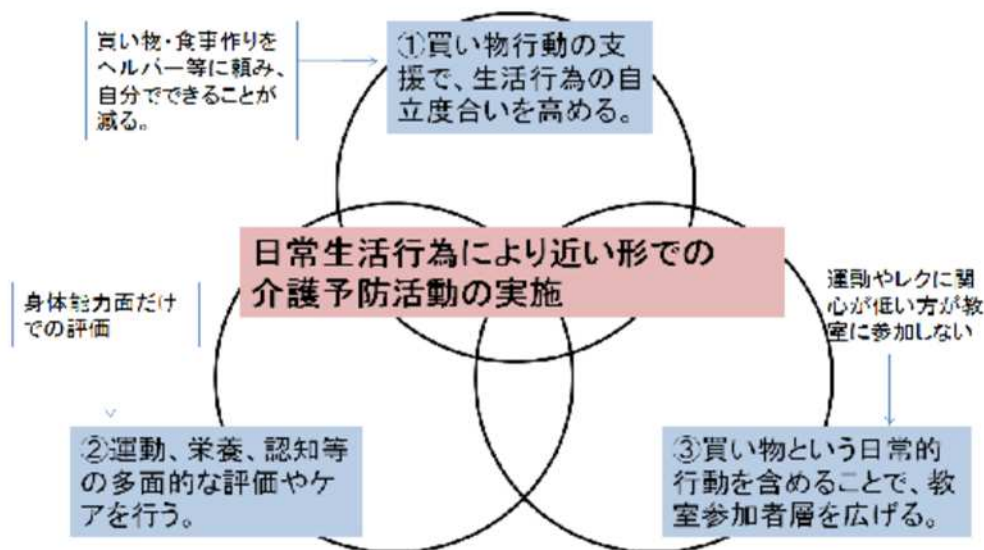 買い物・食事作りを
ヘルパー等に頼み、
自分でできることが
減る。
①買い物行動の支
援で、生活行為の自
立度合いを高める。
日常生活行為により近い形での
介護予防活動の実施
身体能力面だけ
での評価
運動やレクに関
心が低い方が教
室に参加しない
②運動、栄養、認知等
の多面的な評価やケ
アを行う。
③買い物という日常的
行動を含めることで、教
室参加者層を広げる。